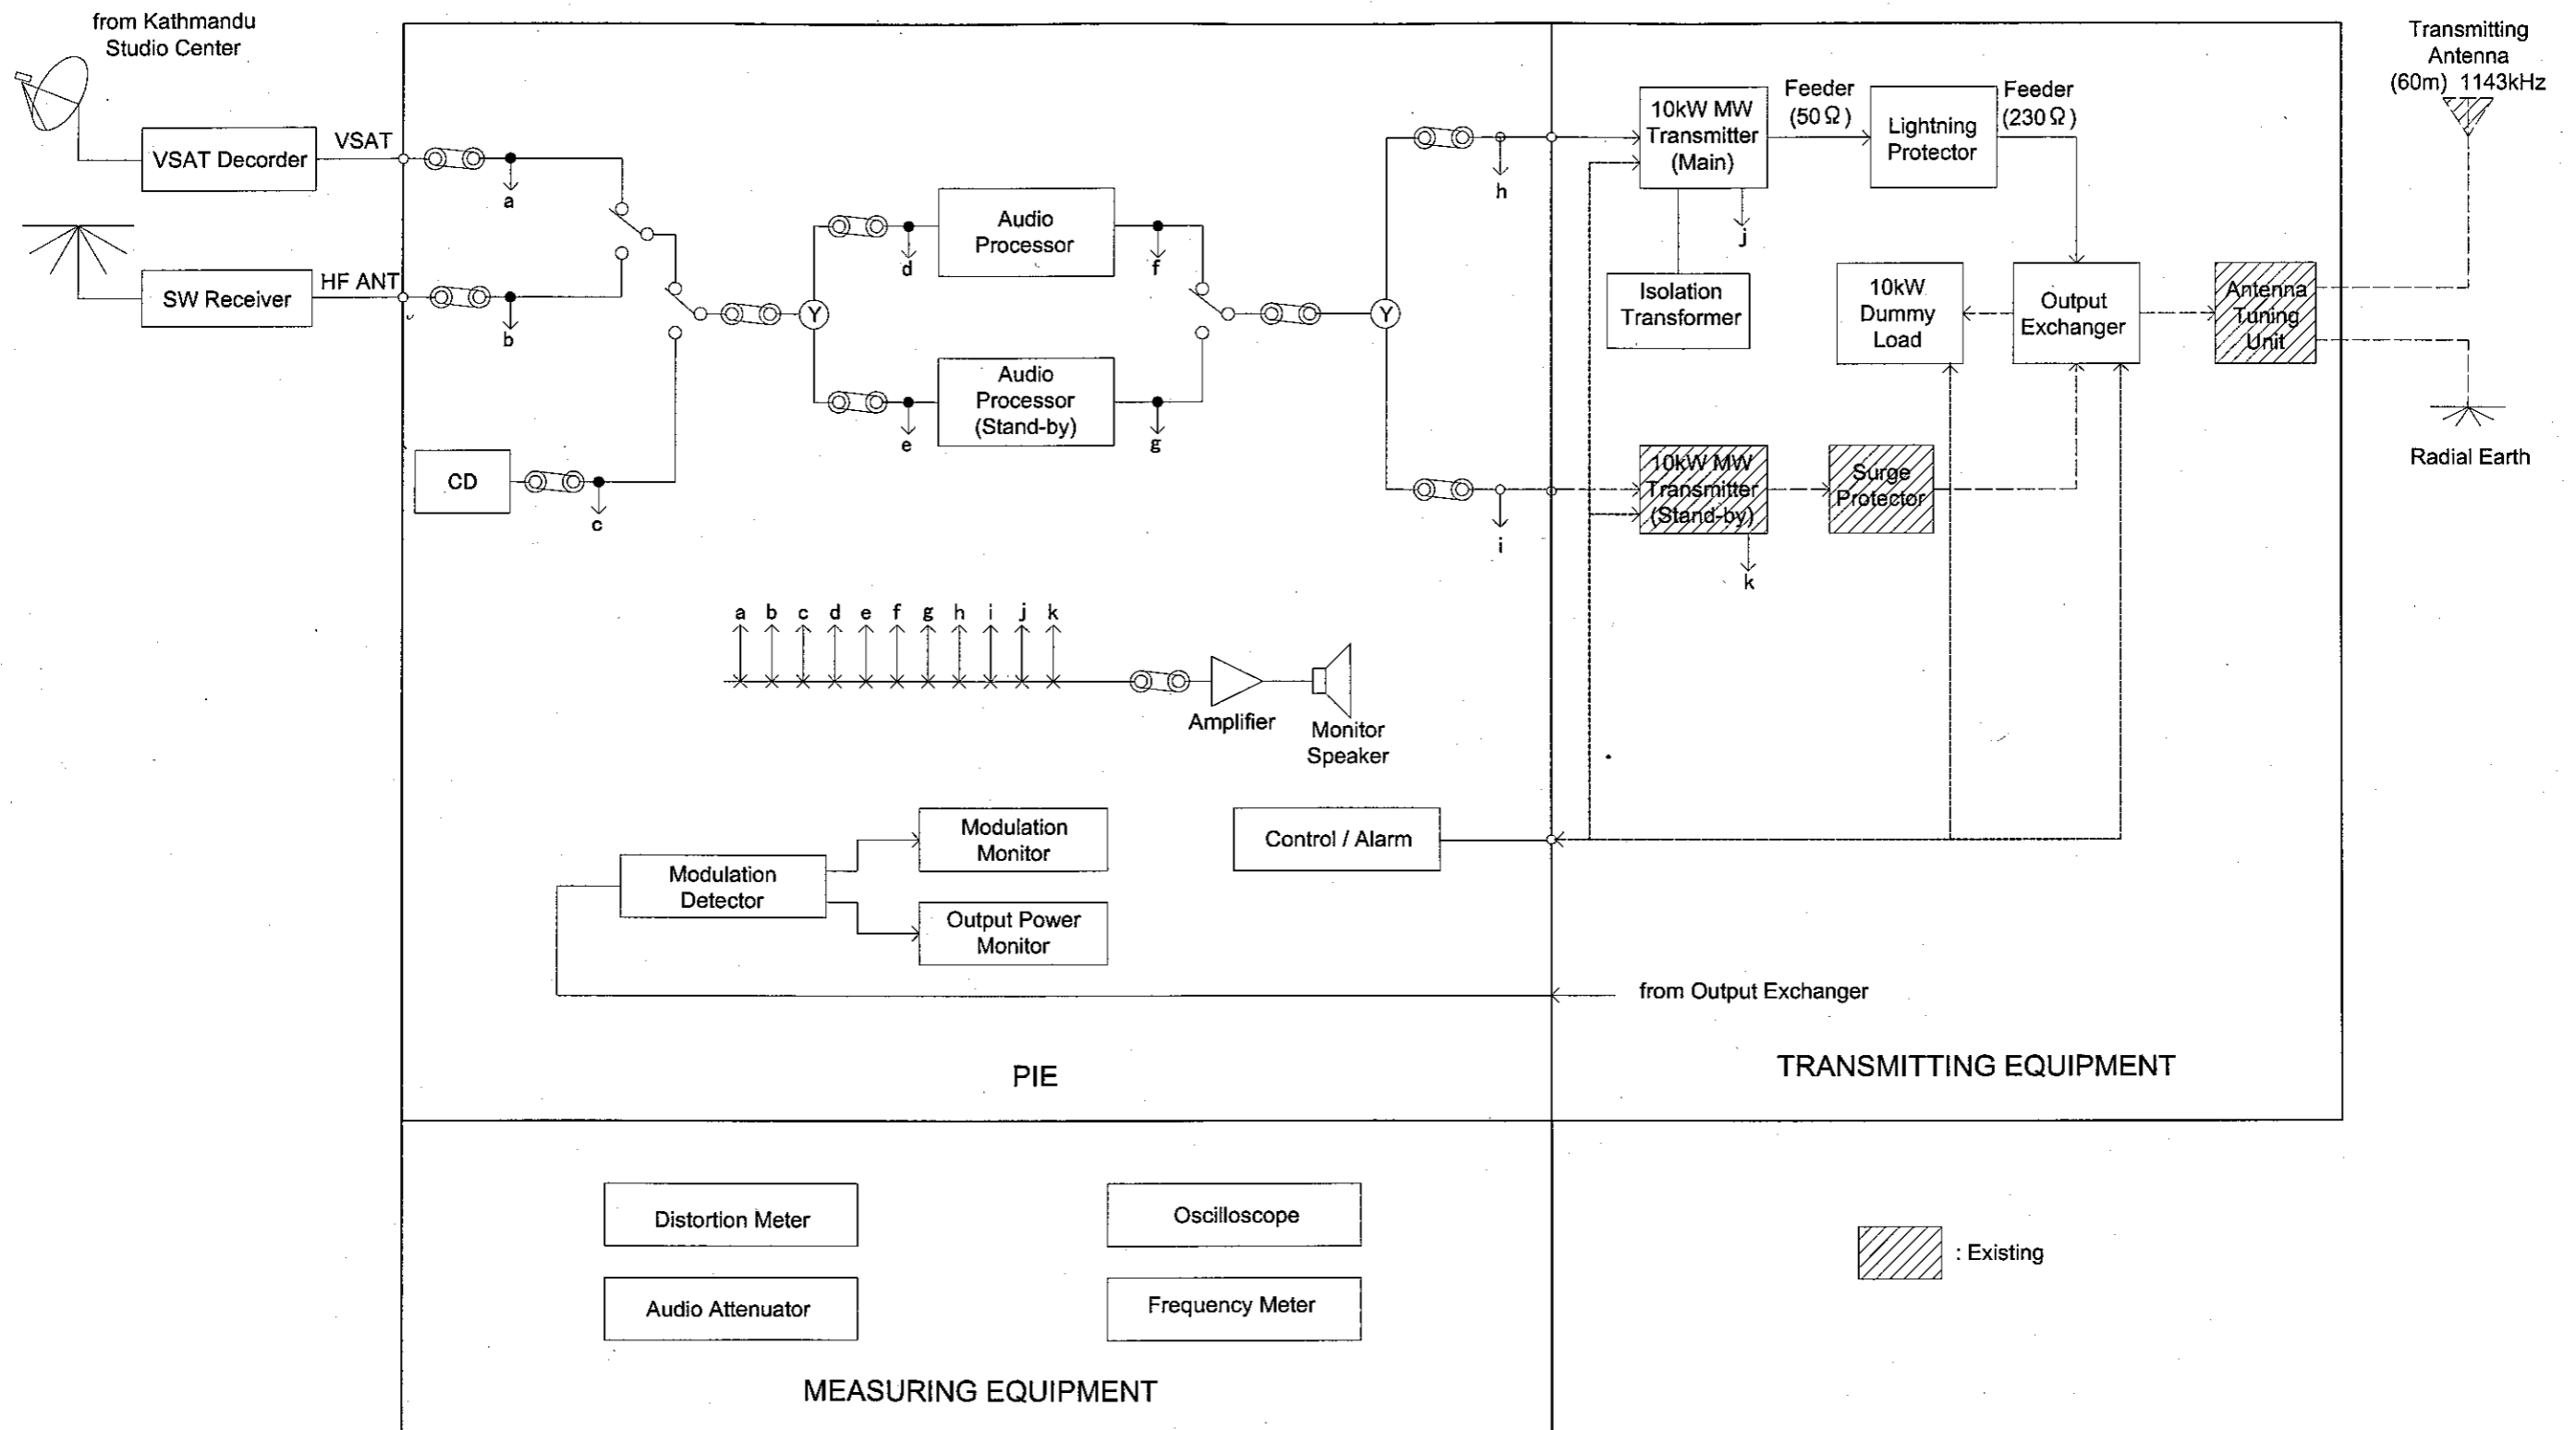 from Kathmandu
Studio Center
VSAT Decorder
VSAT
SW Receiver
HF ANT
CD
a
b
c
Y
d
e
Audio
Processor
Audio
Processor
(Stand-by)
f
g
Y
h
i
10kW MW
Transmitter
(Main)
j
Isolation
Transformer
Feeder
(50Ω)
Lightning
Protector
Feeder
(230Ω)
10kW
Dummy
Load
Output
Exchanger
Antenna
Tuning
Unit
Transmitting
Antenna
(60m) 1143kHz
Radial Earth
10kW MW
Transmitter
(Stand-by)
k
Surge
Protector
a b c d e f g h i j k
Amplifier
Monitor
Speaker
Modulation
Detector
Modulation
Monitor
Output Power
Monitor
Control / Alarm
from Output Exchanger
PIE
TRANSMITTING EQUIPMENT
Distortion Meter
Oscilloscope
Audio Attenuator
Frequency Meter
MEASURING EQUIPMENT
: Existing